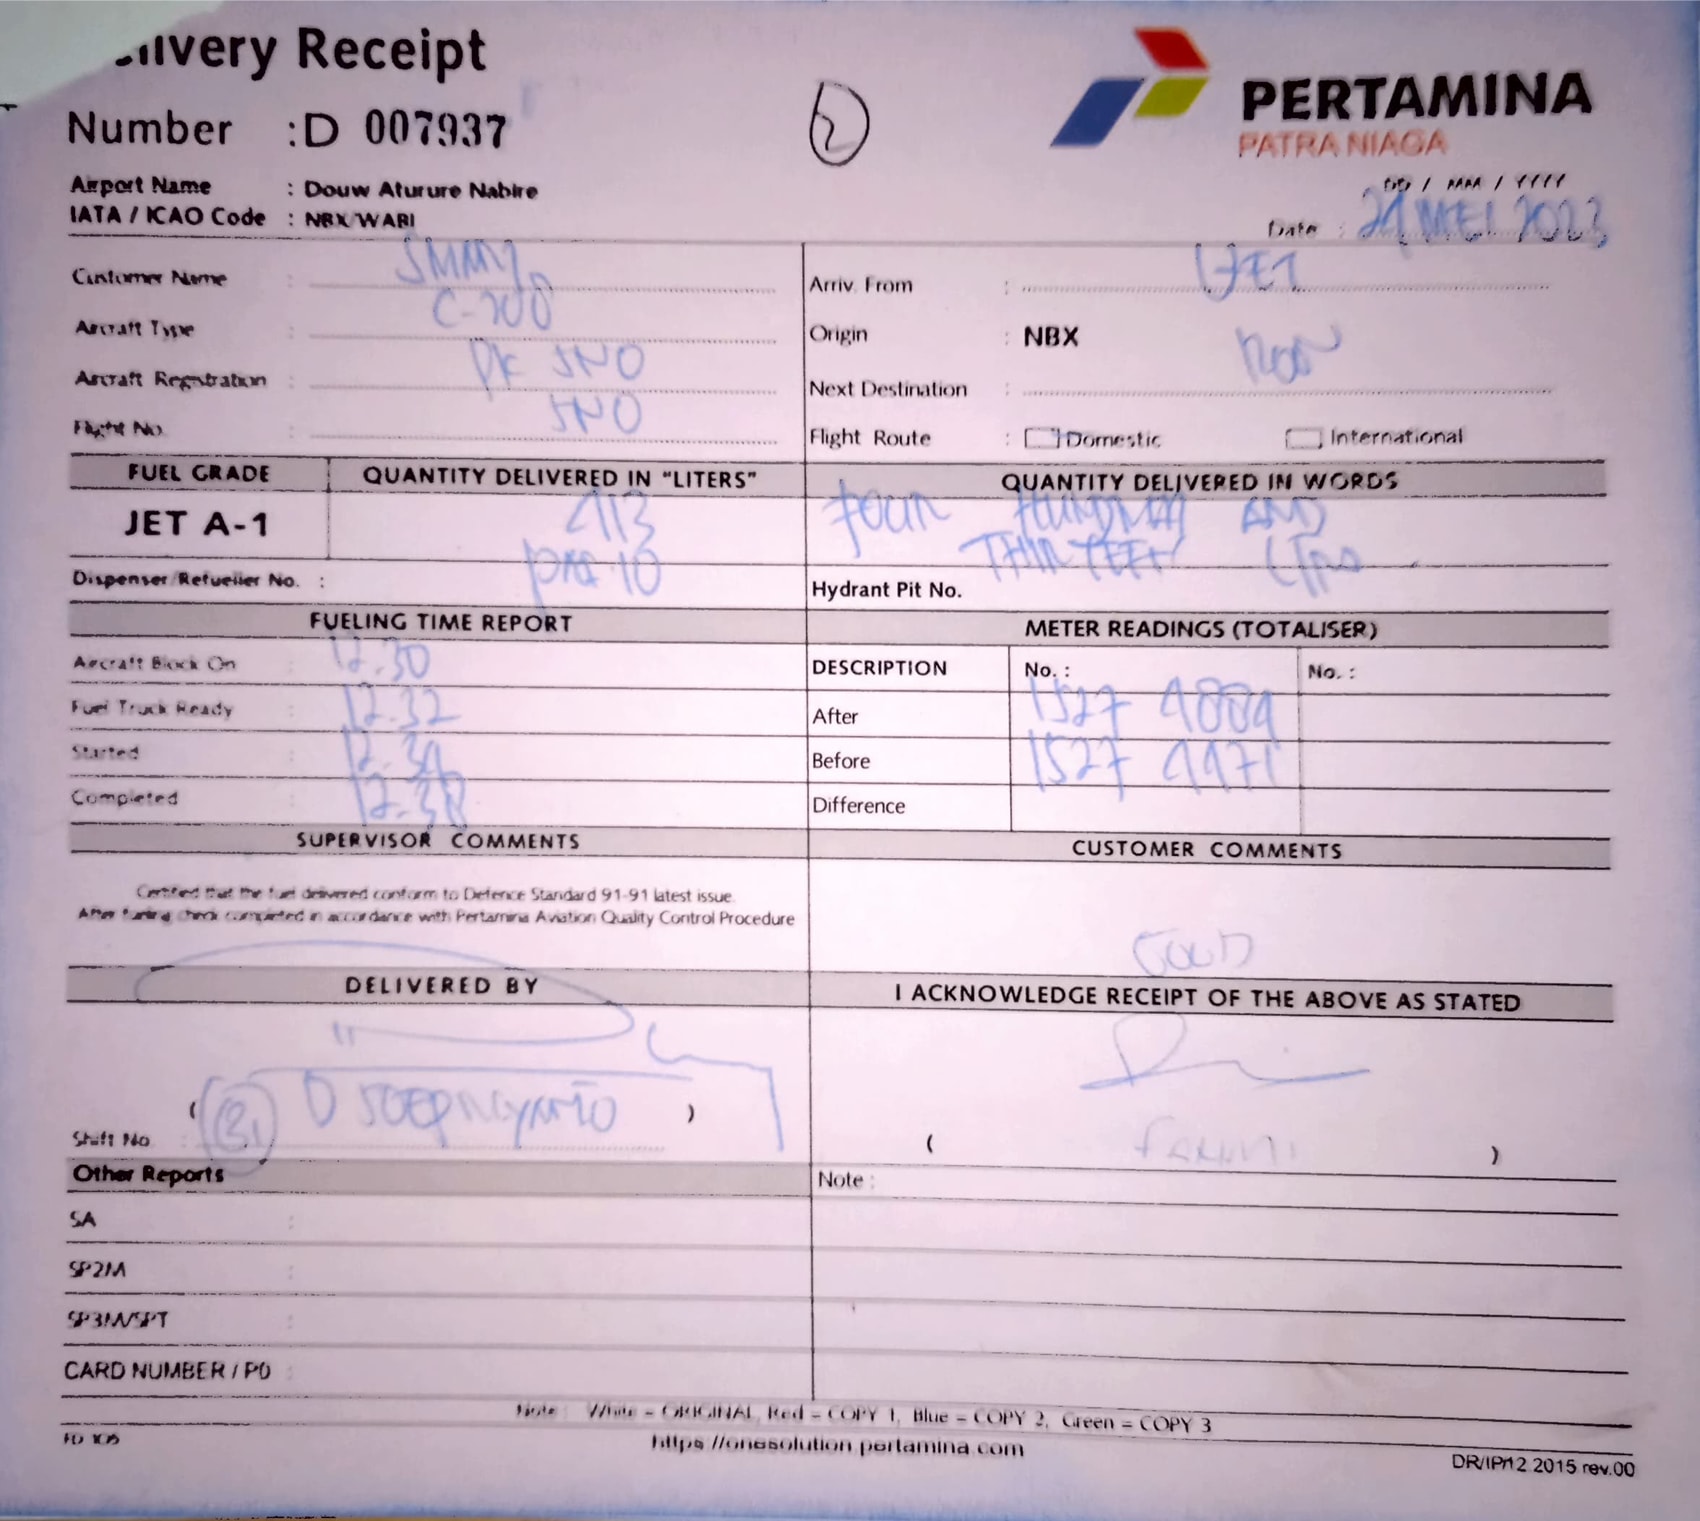 Delivery Receipt
Number : D 007937
2
PERTAMINA
PATRA NIAGA
Airport Name : Douw Aturure Nabire
IATA / ICAO Code : NBX/WABI
DD / MM / YYYY
Date : MEI 2023
Customer Name :
Aircraft Type : C-208
Aircraft Registration : PK SNO
Flight No. : SNO
Arriv. From :
Origin : NBX
Next Destination :
Flight Route : Domestic International
FUEL GRADE QUANTITY DELIVERED IN "LITERS" QUANTITY DELIVERED IN WORDS
JET A-1 413 FOUR HUNDRED AND
THIRTEEN LTRS
Dispenser/Refueller No. : Hydrant Pit No.
FUELING TIME REPORT METER READINGS (TOTALISER)
Aircraft Block On : 12.30 DESCRIPTION No. : No. :
Fuel Truck Ready : 12.32 After 1527 4884
Started : 12.34 Before 1527 4471
Completed : 12.38 Difference
SUPERVISOR COMMENTS CUSTOMER COMMENTS
Certified that the fuel delivered conform to Defence Standard 91-91 latest issue.
After fueling check completed in accordance with Pertamina Aviation Quality Control Procedure
GOOD
DELIVERED BY I ACKNOWLEDGE RECEIPT OF THE ABOVE AS STATED
( )
Shift No. : ( )
Other Reports Note :
SA :
SP2M :
SP3M/SPT :
CARD NUMBER / PO :
Note : White = ORIGINAL, Red = COPY 1, Blue = COPY 2, Green = COPY 3
FD 105 https://onesolution.pertamina.com
DR/IP/12 2015 rev.00